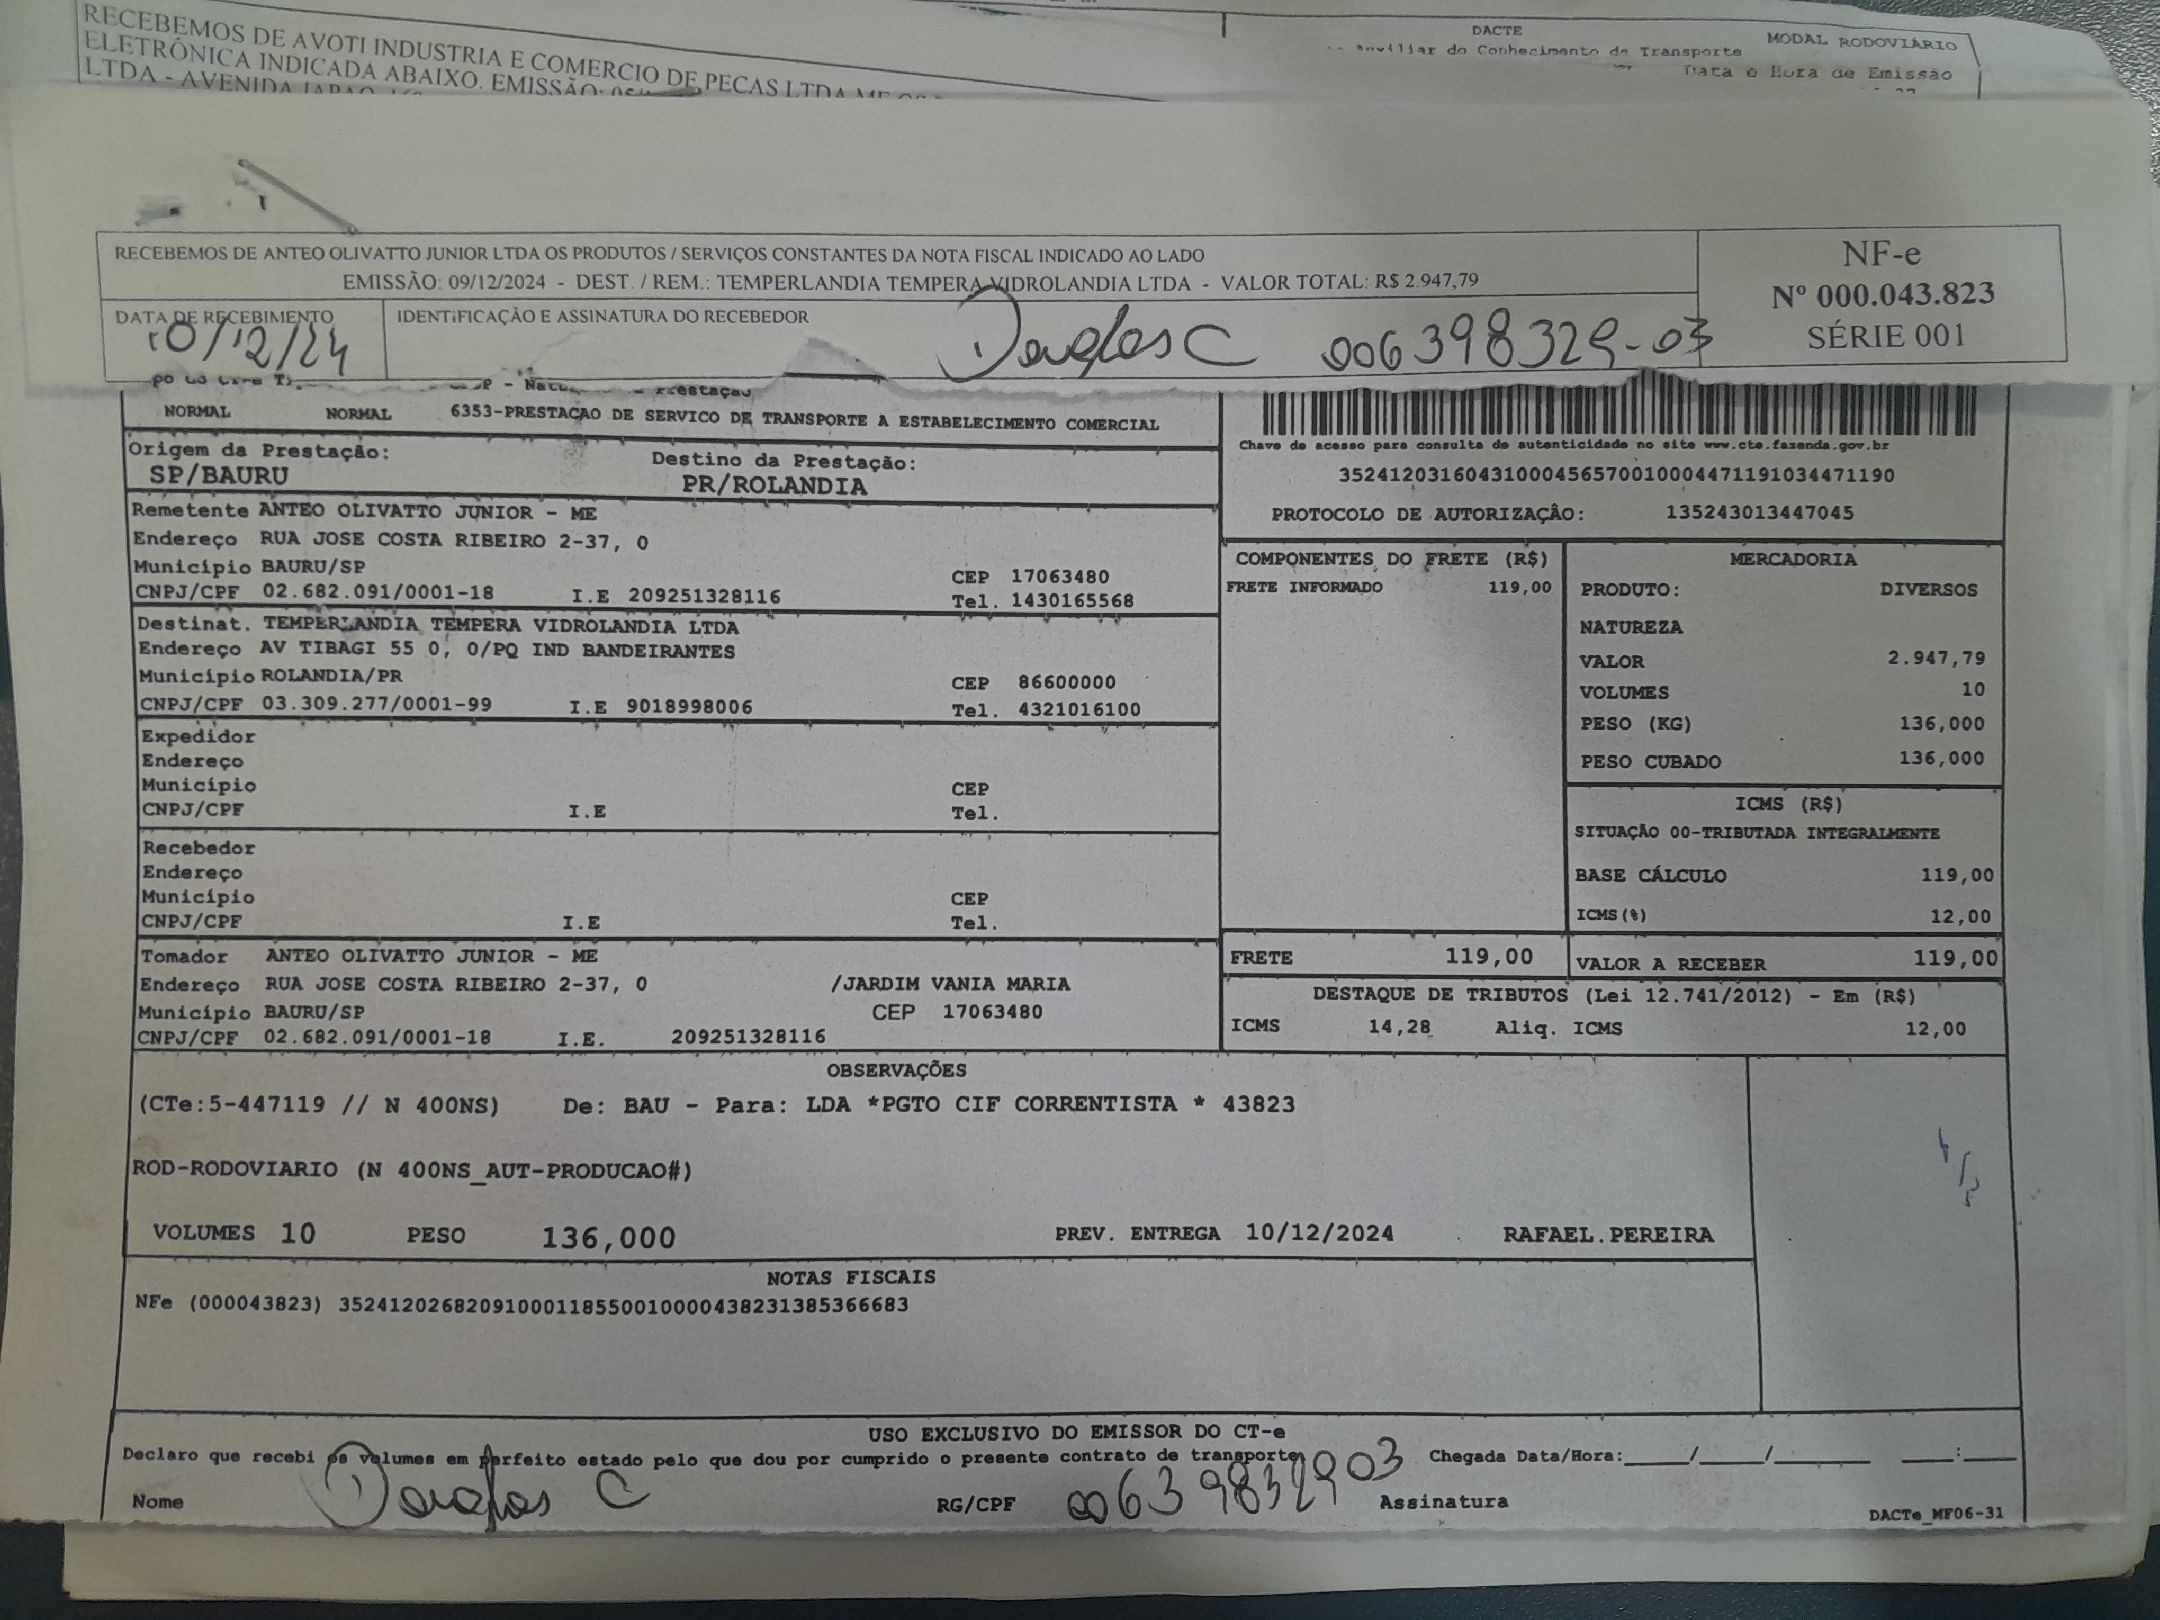 RECEBEMOS DE AVOTI INDUSTRIA E COMERCIO DE PECAS LTDA ME
ELETRÔNICA INDICADA ABAIXO. EMISSÃO:
LTDA - AVENIDA JAPAO,
DACTE
MODAL RODOVIÁRIO
Auxiliar do Conhecimento de Transporte
Data e Hora de Emissão
RECEBEMOS DE ANTEO OLIVATTO JUNIOR LTDA OS PRODUTOS / SERVIÇOS CONSTANTES DA NOTA FISCAL INDICADO AO LADO
EMISSÃO: 09/12/2024 - DEST. / REM.: TEMPERLANDIA TEMPERA VIDROLANDIA LTDA - VALOR TOTAL: R$ 2.947,79
NF-e
Nº 000.043.823
SÉRIE 001
DATA DE RECEBIMENTO
10/12/24
IDENTIFICAÇÃO E ASSINATURA DO RECEBEDOR
Douglas C 006398329-03
NORMAL NORMAL 6353-PRESTACAO DE SERVICO DE TRANSPORTE A ESTABELECIMENTO COMERCIAL
Chave de acesso para consulta de autenticidade no site www.cte.fazenda.gov.br
35241203160431000456570010004471191034471190
PROTOCOLO DE AUTORIZAÇÃO: 135243013447045
Origem da Prestação:
SP/BAURU
Destino da Prestação:
PR/ROLANDIA
Remetente ANTEO OLIVATTO JUNIOR - ME
Endereço RUA JOSE COSTA RIBEIRO 2-37, 0
Município BAURU/SP CEP 17063480
CNPJ/CPF 02.682.091/0001-18 I.E 209251328116 Tel. 1430165568
Destinat. TEMPERLANDIA TEMPERA VIDROLANDIA LTDA
Endereço AV TIBAGI 55 0, 0/PQ IND BANDEIRANTES
Município ROLANDIA/PR CEP 86600000
CNPJ/CPF 03.309.277/0001-99 I.E 9018998006 Tel. 4321016100
Expedidor
Endereço
Município CEP
CNPJ/CPF I.E Tel.
Recebedor
Endereço
Município CEP
CNPJ/CPF I.E Tel.
Tomador ANTEO OLIVATTO JUNIOR - ME
Endereço RUA JOSE COSTA RIBEIRO 2-37, 0 /JARDIM VANIA MARIA
Município BAURU/SP CEP 17063480
CNPJ/CPF 02.682.091/0001-18 I.E. 209251328116
COMPONENTES DO FRETE (R$)
FRETE INFORMADO 119,00
MERCADORIA
PRODUTO: DIVERSOS
NATUREZA
VALOR 2.947,79
VOLUMES 10
PESO (KG) 136,000
PESO CUBADO 136,000
ICMS (R$)
SITUAÇÃO 00-TRIBUTADA INTEGRALMENTE
BASE CÁLCULO 119,00
ICMS(%) 12,00
FRETE 119,00
VALOR A RECEBER 119,00
DESTAQUE DE TRIBUTOS (Lei 12.741/2012) - Em (R$)
ICMS 14,28 Aliq. ICMS 12,00
OBSERVAÇÕES
(CTe:5-447119 // N 400NS) De: BAU - Para: LDA *PGTO CIF CORRENTISTA * 43823
ROD-RODOVIARIO (N 400NS_AUT-PRODUCAO#)
VOLUMES 10 PESO 136,000 PREV. ENTREGA 10/12/2024 RAFAEL.PEREIRA
NOTAS FISCAIS
NFe (000043823) 35241202682091000118550010000438231385366683
USO EXCLUSIVO DO EMISSOR DO CT-e
Declaro que recebi os volumes em perfeito estado pelo que dou por cumprido o presente contrato de transporte Chegada Data/Hora:____/____/______ ___:___
Nome Douglas C RG/CPF 00639832903 Assinatura
DACTe_MF06-31